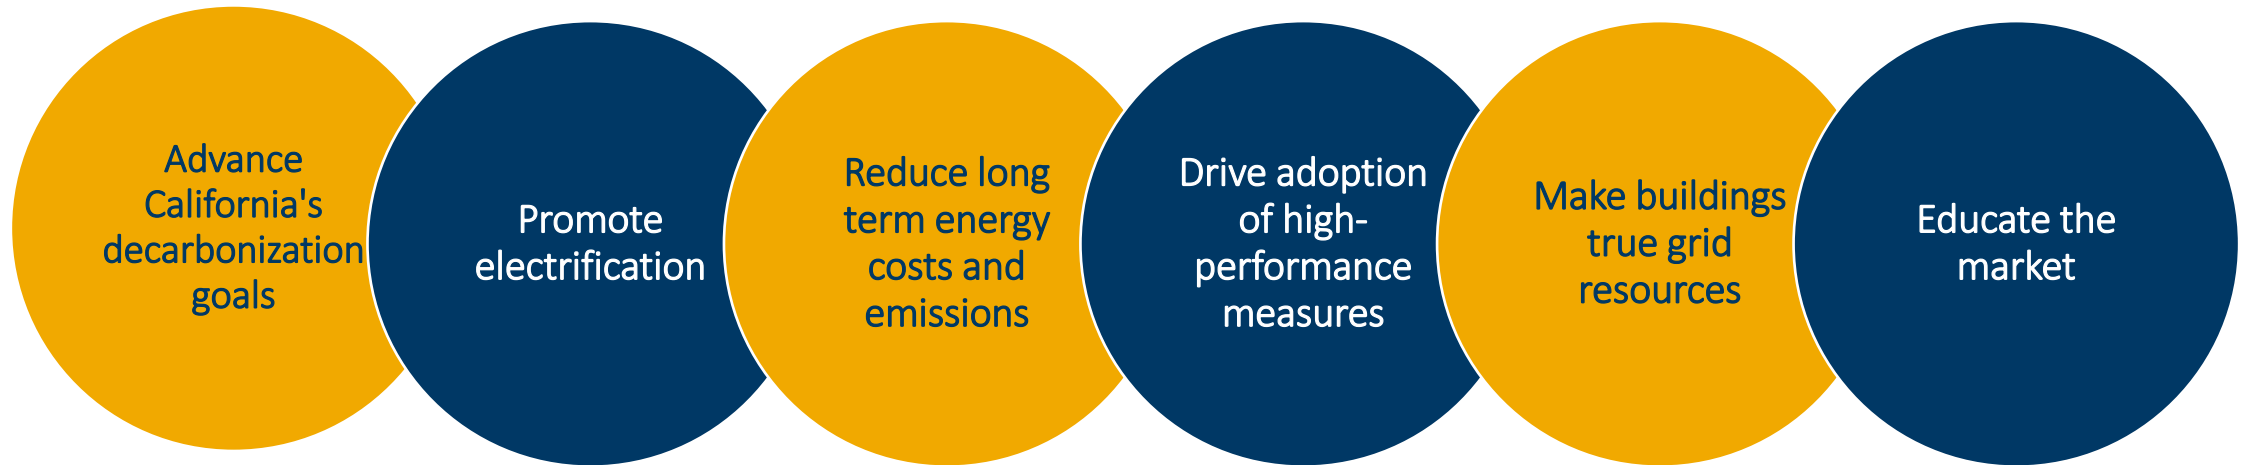 Advance
California's
decarbonization
goals
Promote
electrification
Reduce long
term energy
costs and
emissions
Drive adoption
of high-
performance
measures
Make buildings
true grid
resources
Educate the
market